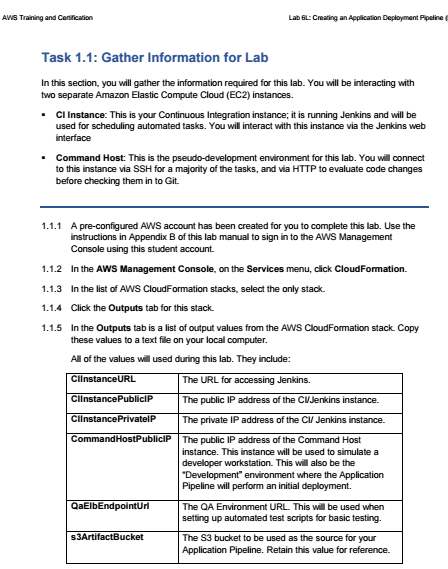 AWS Training and Certification
Lab 6L: Creating an Application Deployment Pipeline (
Task 1.1: Gather Information for Lab
In this section, you will gather the information required for this lab. You will be interacting with
two separate Amazon Elastic Compute Cloud (EC2) instances.
▪ CI Instance: This is your Continuous Integration instance; it is running Jenkins and will be
used for scheduling automated tasks. You will interact with this instance via the Jenkins web
interface
▪ Command Host: This is the pseudo-development environment for this lab. You will connect
to this instance via SSH for a majority of the tasks, and via HTTP to evaluate code changes
before checking them in to Git.
1.1.1 A pre-configured AWS account has been created for you to complete this lab. Use the
instructions in Appendix B of this lab manual to sign in to the AWS Management
Console using this student account.
1.1.2 In the AWS Management Console, on the Services menu, click CloudFormation.
1.1.3 In the list of AWS CloudFormation stacks, select the only stack.
1.1.4 Click the Outputs tab for this stack.
1.1.5 In the Outputs tab is a list of output values from the AWS CloudFormation stack. Copy
these values to a text file on your local computer.
All of the values will used during this lab. They include:
CIInstanceURL The URL for accessing Jenkins.
CIInstancePublicIP The public IP address of the CI/Jenkins instance.
CIInstancePrivateIP The private IP address of the CI/ Jenkins instance.
CommandHostPublicIP The public IP address of the Command Host
instance. This instance will be used to simulate a
developer workstation. This will also be the
"Development" environment where the Application
Pipeline will perform an initial deployment.
QaElbEndpointUrl The QA Environment URL. This will be used when
setting up automated test scripts for basic testing.
s3ArtifactBucket The S3 bucket to be used as the source for your
Application Pipeline. Retain this value for reference.